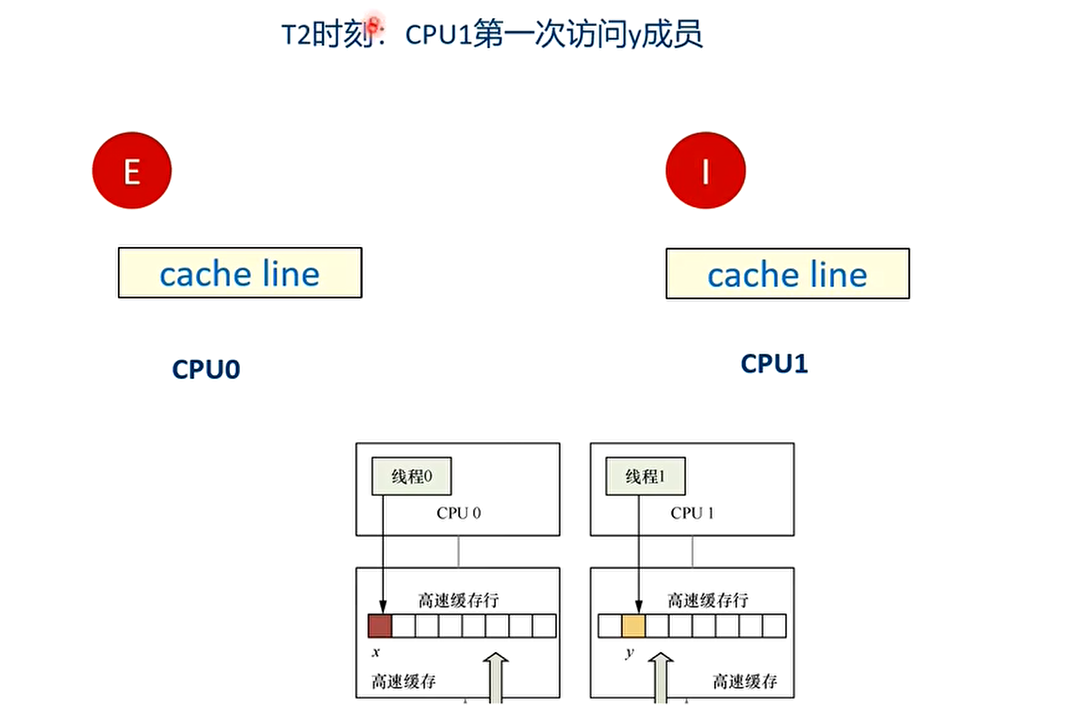 T2时刻：CPU1第一次访问y成员
E
I
cache line
cache line
CPU0
CPU1
线程0
线程1
CPU 0
CPU 1
高速缓存行
高速缓存行
x
y
高速缓存
高速缓存